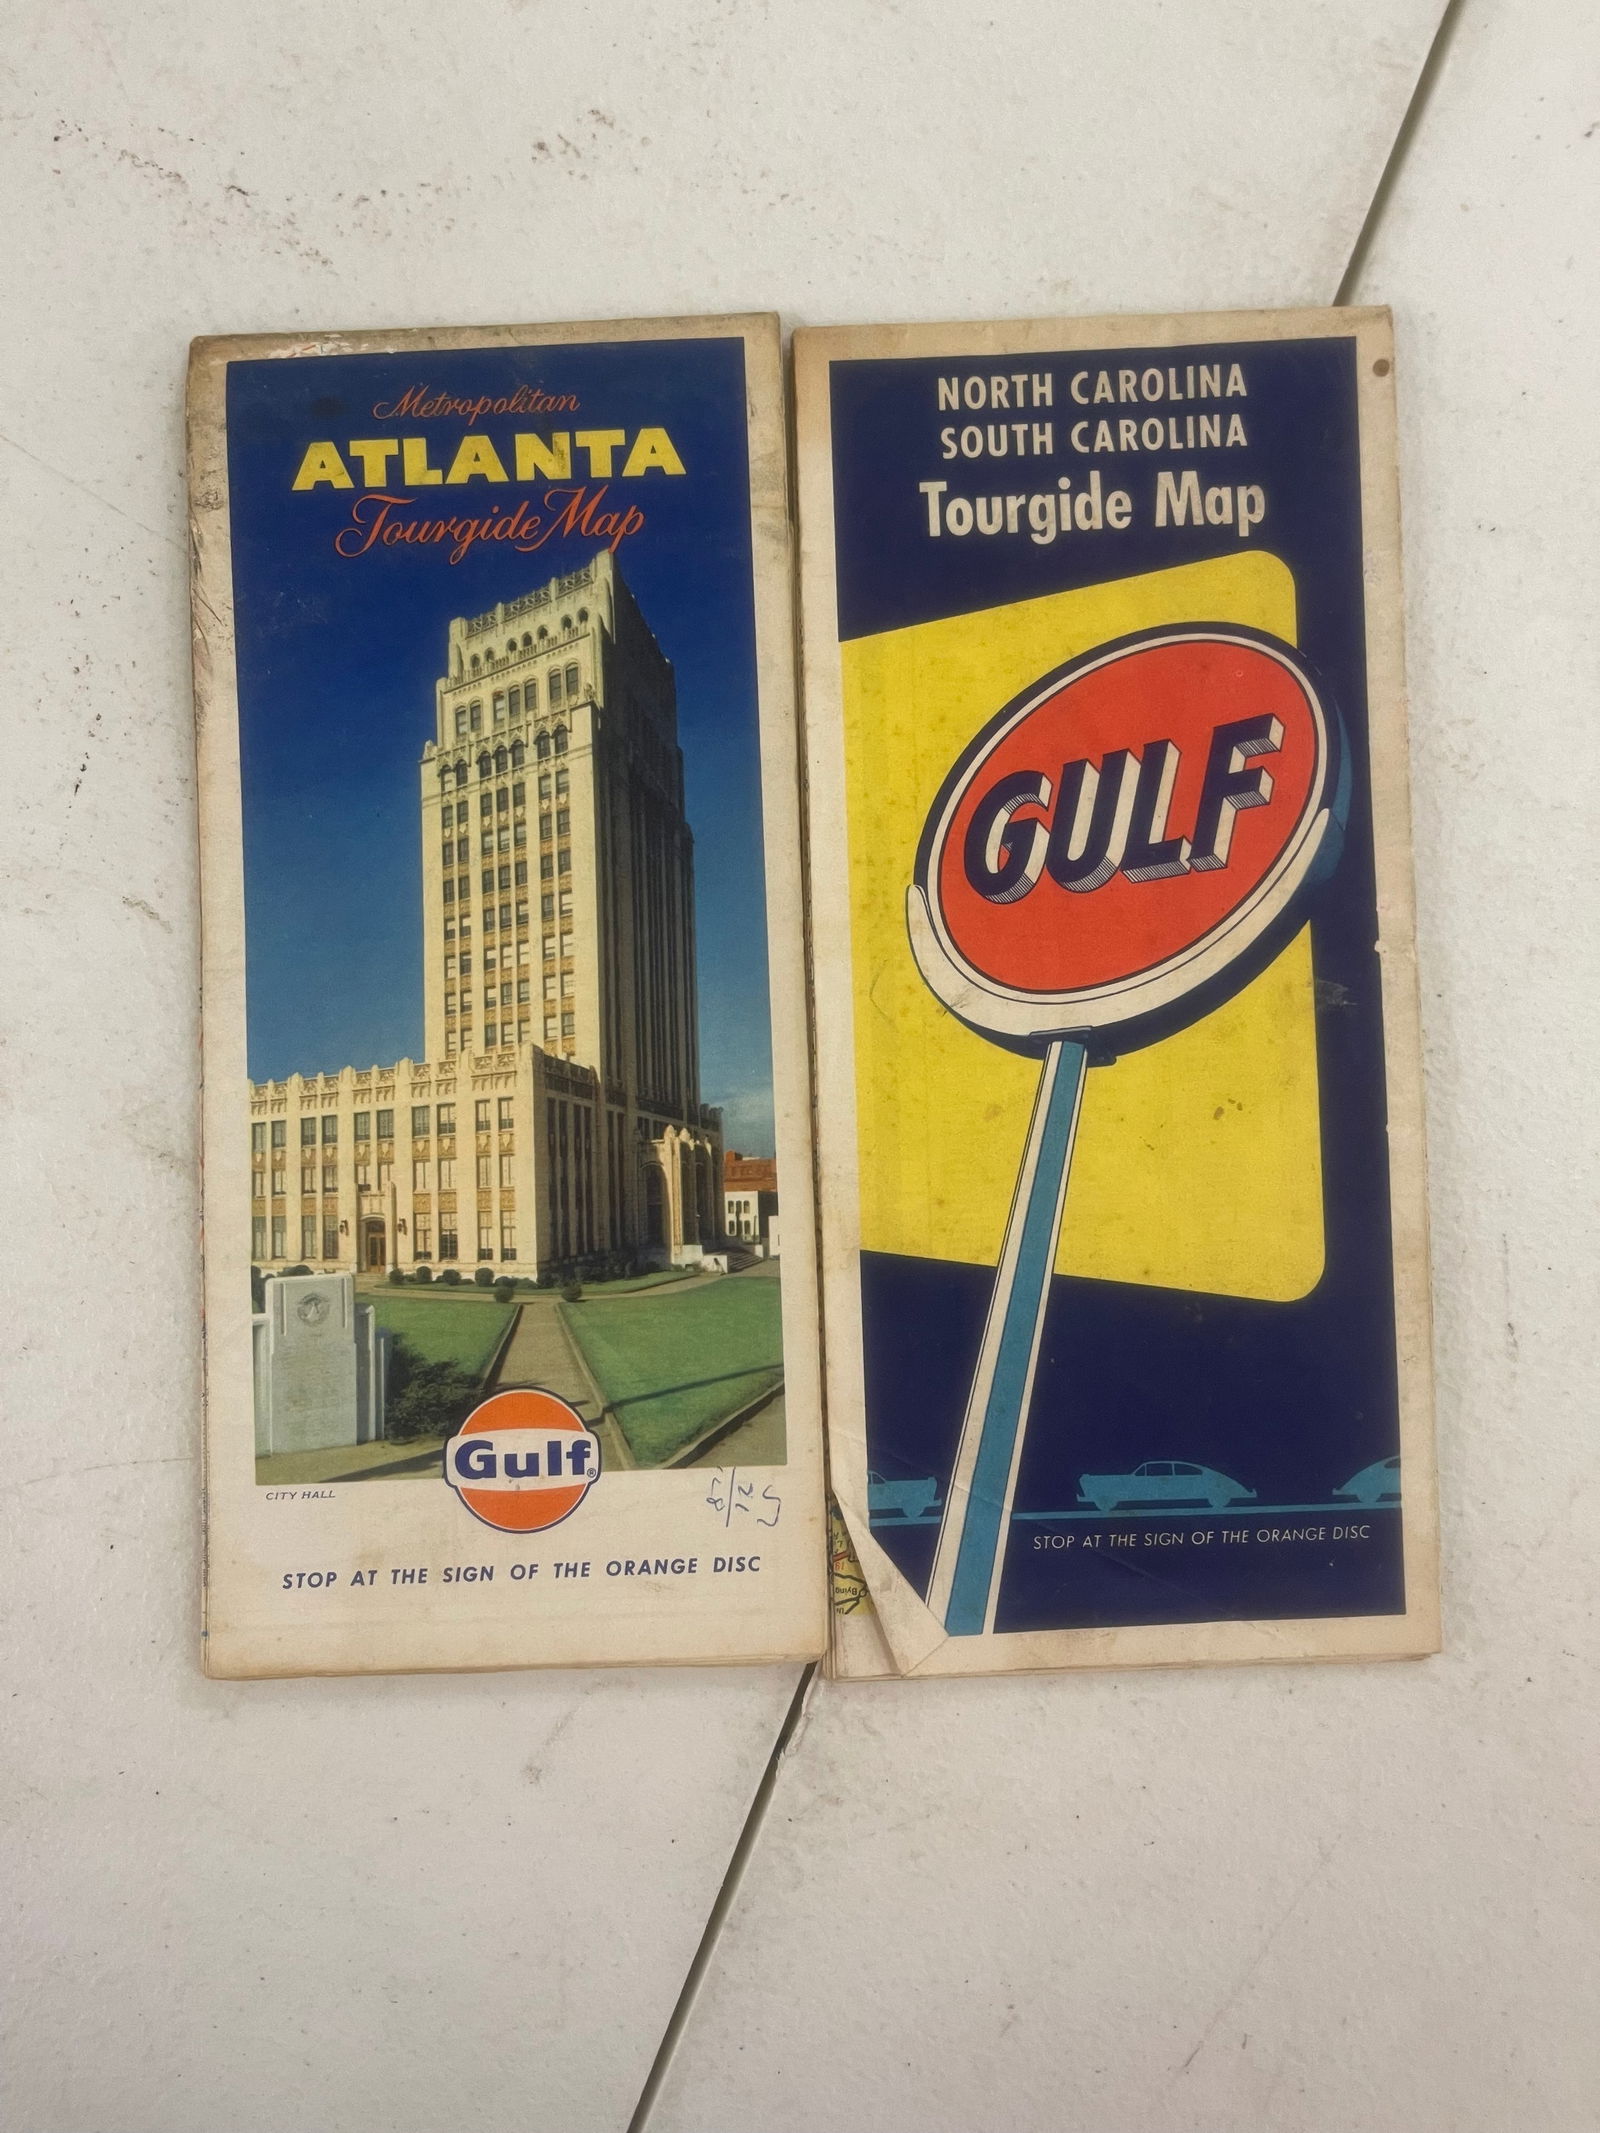 Metropolitan
ATLANTA
Tourgide Map
Gulf®
CITY HALL
STOP AT THE SIGN OF THE ORANGE DISC
NORTH CAROLINA
SOUTH CAROLINA
Tourgide Map
GULF
STOP AT THE SIGN OF THE ORANGE DISC